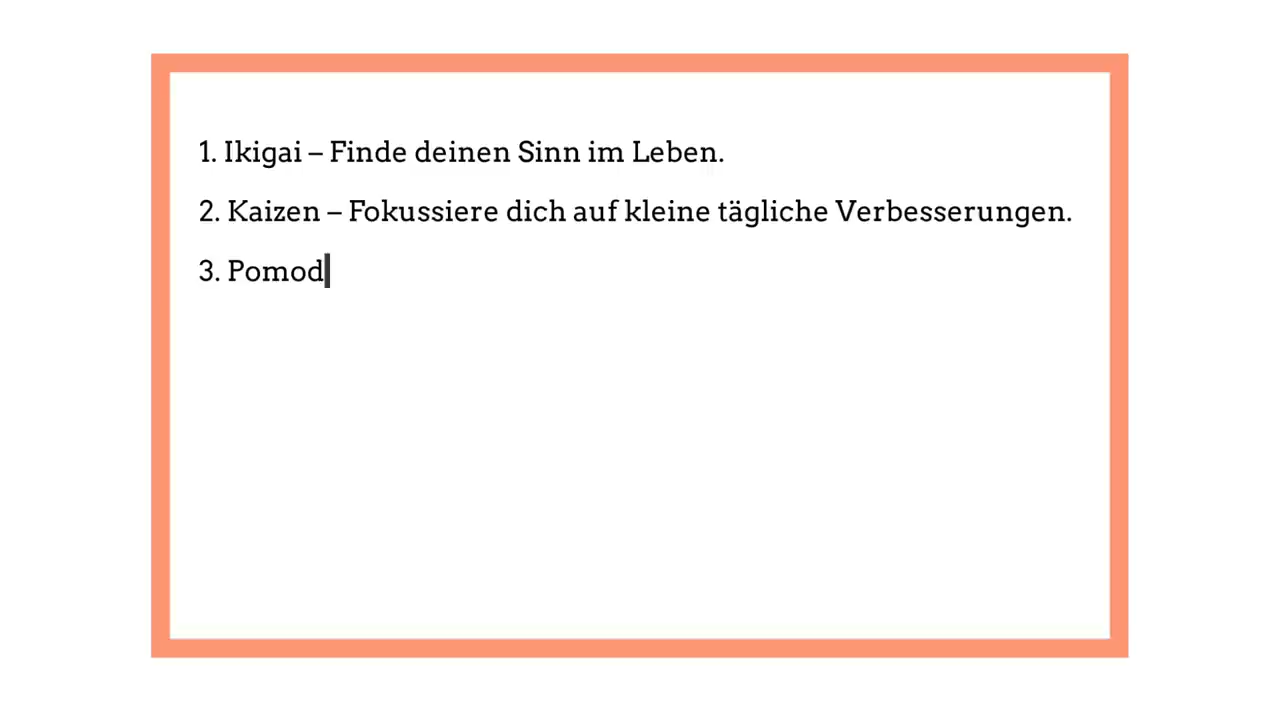 1. Ikigai – Finde deinen Sinn im Leben.
2. Kaizen – Fokussiere dich auf kleine tägliche Verbesserungen.
3. Pomod